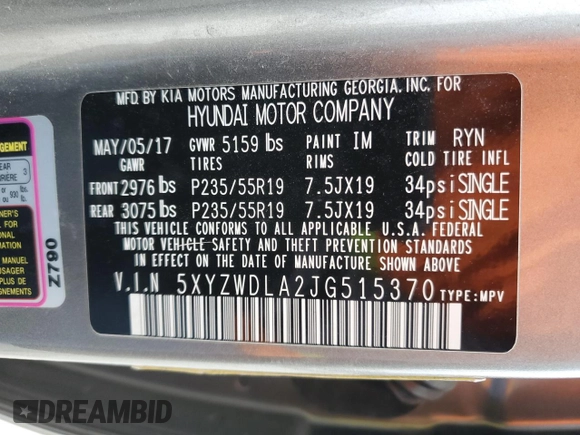 MFD. BY KIA MOTORS MANUFACTURING GEORGIA. INC. FOR
HYUNDAI MOTOR COMPANY
MAY/05/17 GVWR 5159 lbs PAINT IM TRIM RYN
GAWR TIRES RIMS COLD TIRE INFL
FRONT 2976 lbs P235/55R19 7.5JX19 34psi SINGLE
REAR 3075 lbs P235/55R19 7.5JX19 34psi SINGLE
THIS VEHICLE CONFORMS TO ALL APPLICABLE U.S.A. FEDERAL
MOTOR VEHICLE SAFETY AND THEFT PREVENTION STANDARDS
IN EFFECT ON THE DATE OF MANUFACTURE SHOWN ABOVE.
V.I.N 5XYZWDLA2JG515370 TYPE:MPV
Z790
DREAMBID